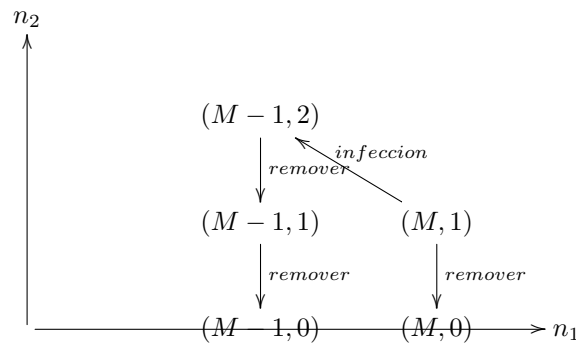 n₂
(M − 1, 2)
infeccion
remover
(M − 1, 1) (M, 1)
remover remover
(M − 1, 0) (M, 0) n₁